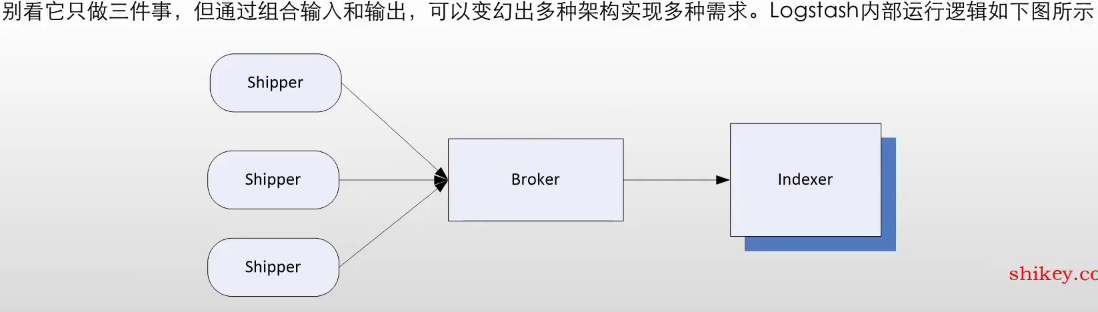 别看它只做三件事，但通过组合输入和输出，可以变幻出多种架构实现多种需求。Logstash内部运行逻辑如下图所示
Shipper
Shipper
Broker
Indexer
Shipper
shikey.co